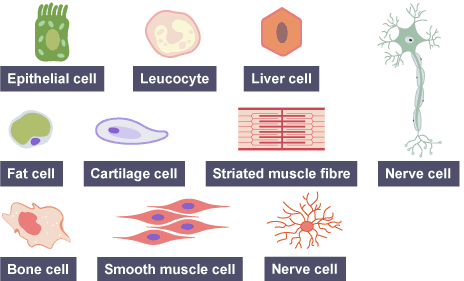 Epithelial cell
Leucocyte
Liver cell
Fat cell
Cartilage cell
Striated muscle fibre
Nerve cell
Bone cell
Smooth muscle cell
Nerve cell